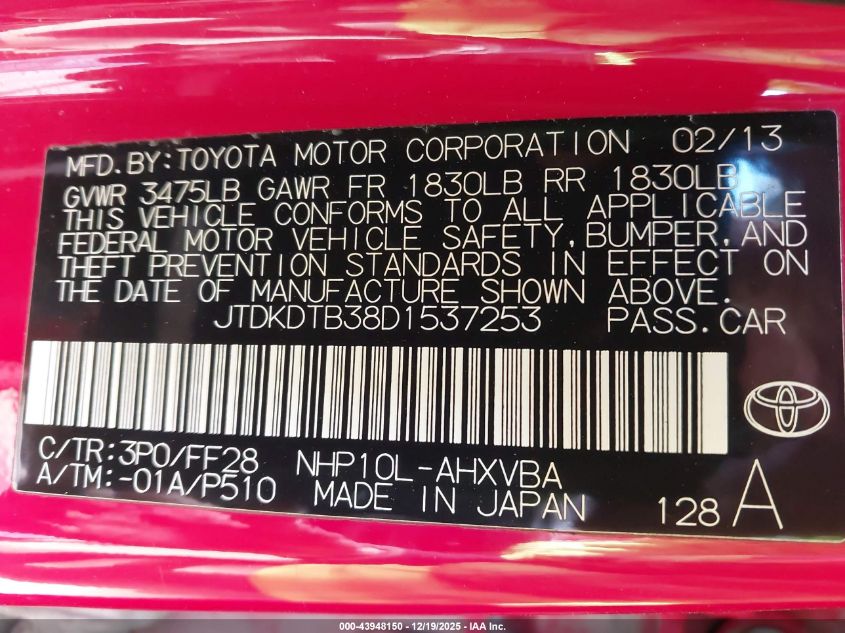 MFD.BY:TOYOTA MOTOR CORPORATION 02/13
GVWR 3475LB GAWR FR 1830LB RR 1830LB
THIS VEHICLE CONFORMS TO ALL APPLICABLE
FEDERAL MOTOR VEHICLE SAFETY,BUMPER,AND
THEFT PREVENTION STANDARDS IN EFFECT ON
THE DATE OF MANUFACTURE SHOWN ABOVE.
JTDKDTB38D1537253 PASS.CAR
C/TR:3P0/FF28 NHP10L-AHXVBA
A/TM:-01A/P510 MADE IN JAPAN 128 A
000-43948150 • 12/19/2025 • IAA, Inc.